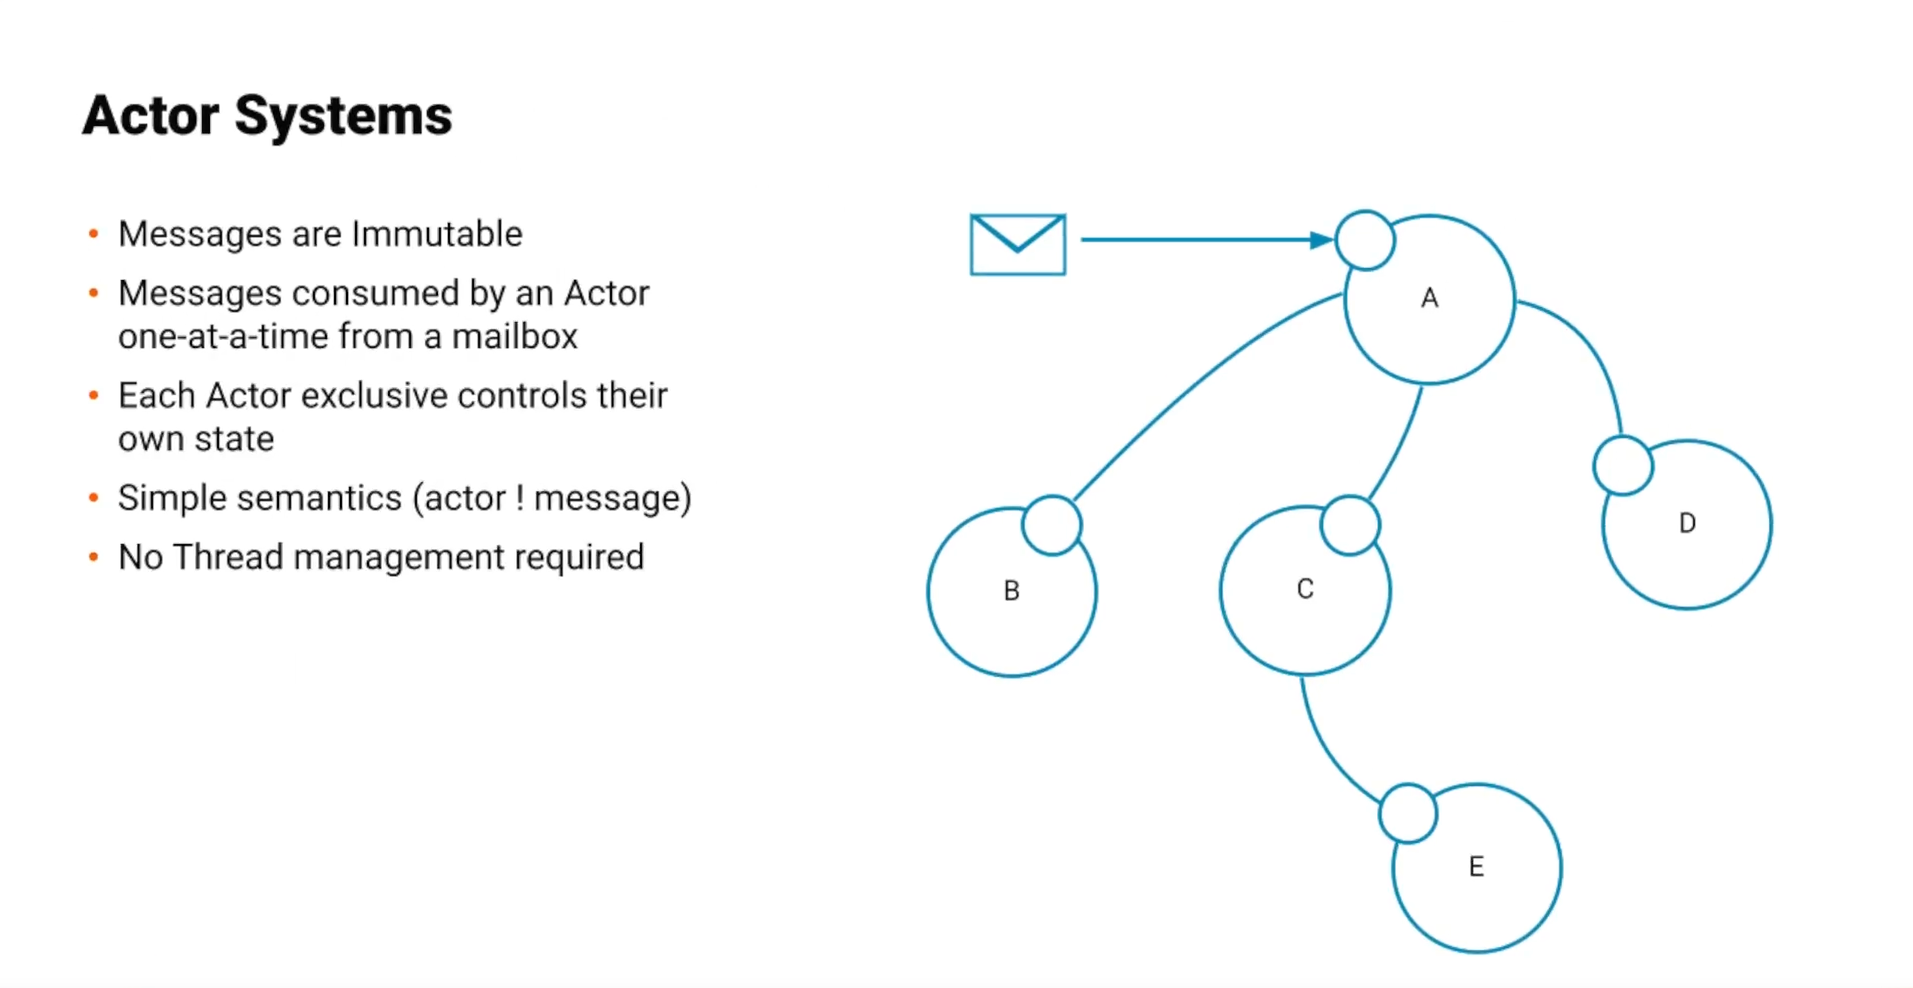 Actor Systems
• Messages are Immutable
• Messages consumed by an Actor
one-at-a-time from a mailbox
• Each Actor exclusive controls their
own state
• Simple semantics (actor ! message)
• No Thread management required
A
D
B
C
E